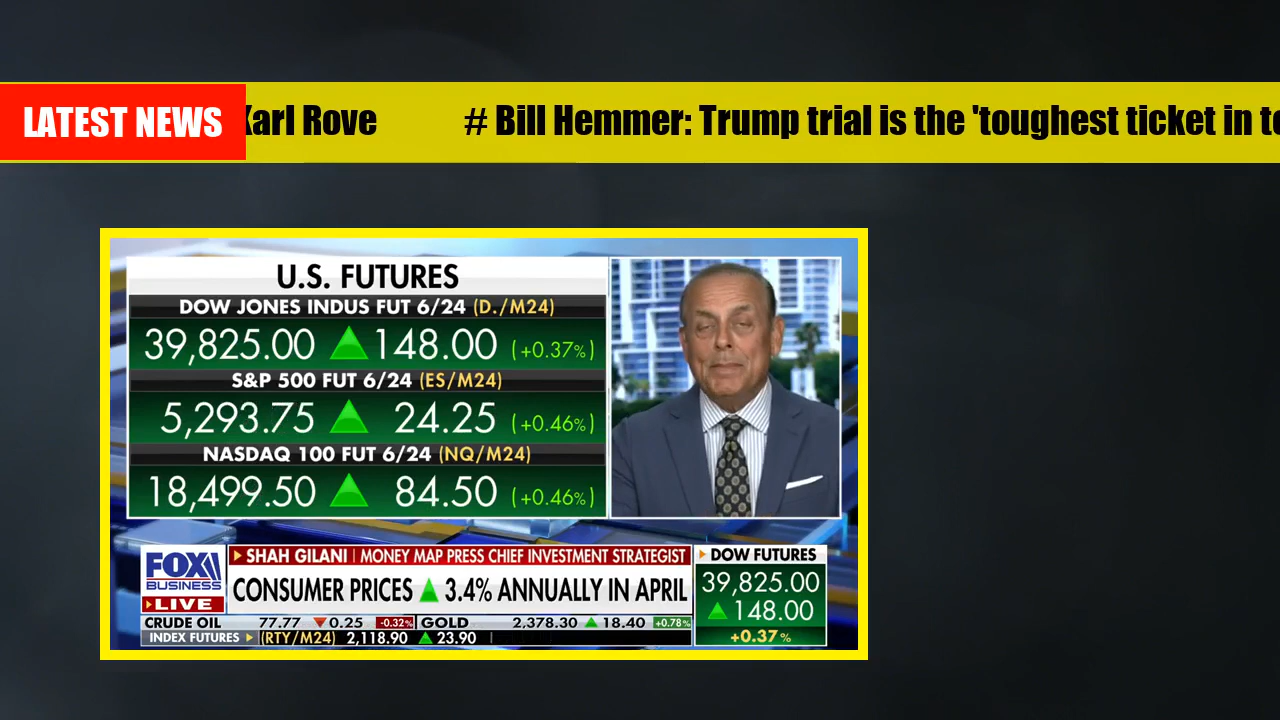 LATEST NEWS
Karl Rove # Bill Hemmer: Trump trial is the 'toughest ticket in
U.S. FUTURES
DOW JONES INDUS FUT 6/24 (D./M24)
39,825.00 ▲ 148.00 (+0.37%)
S&P 500 FUT 6/24 (ES/M24)
5,293.75 ▲ 24.25 (+0.46%)
NASDAQ 100 FUT 6/24 (NQ/M24)
18,499.50 ▲ 84.50 (+0.46%)
FOX
BUSINESS
LIVE
SHAH GILANI | MONEY MAP PRESS CHIEF INVESTMENT STRATEGIST
CONSUMER PRICES ▲ 3.4% ANNUALLY IN APRIL
CRUDE OIL 77.77 ▼ 0.25 -0.32% GOLD 2,378.30 ▲ 18.40 +0.78%
INDEX FUTURES (RTY/M24) 2,118.90 ▲ 23.90
DOW FUTURES
39,825.00
▲ 148.00
+0.37%